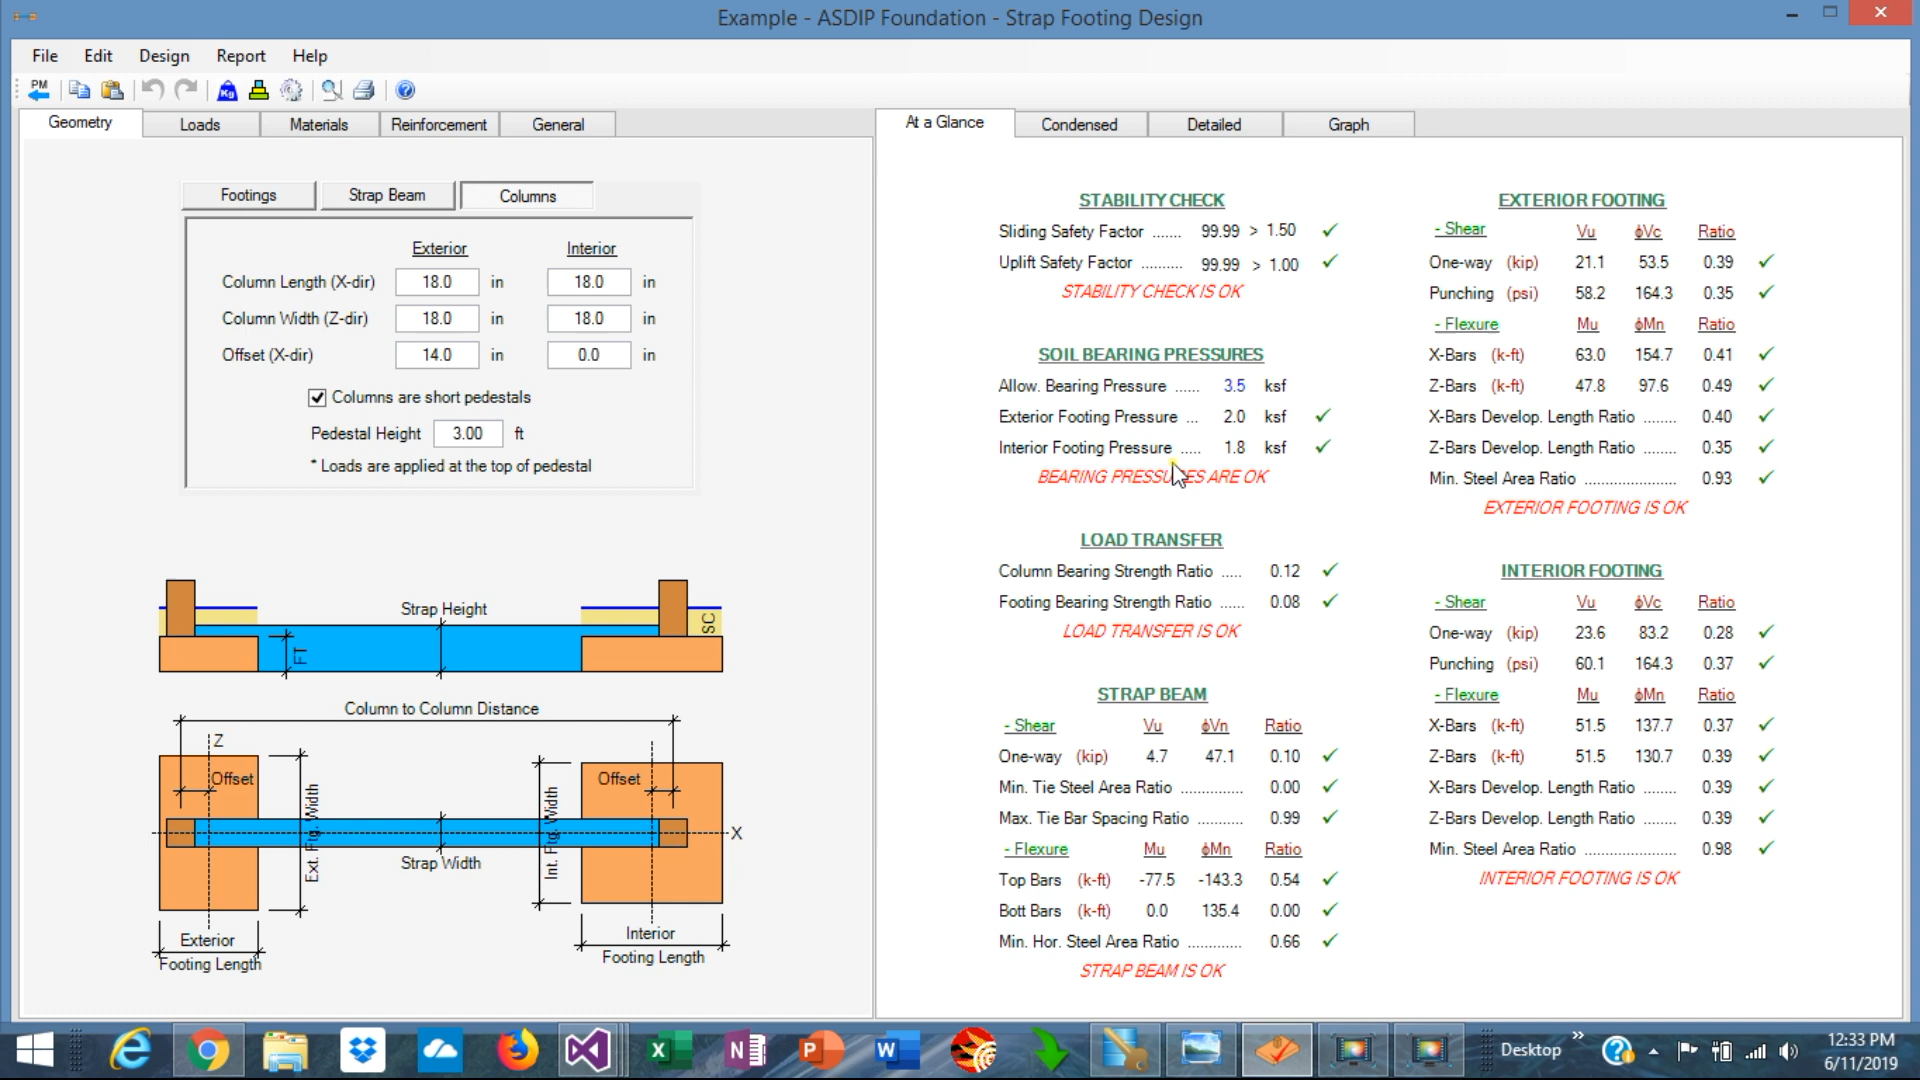 Example - ASDIP Foundation - Strap Footing Design
File Edit Design Report Help
PM Kg
Geometry Loads Materials Reinforcement General
At a Glance Condensed Detailed Graph
Footings Strap Beam Columns
Exterior Interior
Column Length (X-dir) 18.0 in 18.0 in
Column Width (Z-dir) 18.0 in 18.0 in
Offset (X-dir) 14.0 in 0.0 in
Columns are short pedestals
Pedestal Height 3.00 ft
* Loads are applied at the top of pedestal
Strap Height
SC
FT
Column to Column Distance
Z
Offset Offset
Ext. Ftg. Width
Int. Ftg. Width
X
Strap Width
Exterior
Footing Length
Interior
Footing Length
STABILITY CHECK
Sliding Safety Factor ....... 99.99 > 1.50 ✓
Uplift Safety Factor .......... 99.99 > 1.00 ✓
STABILITY CHECK IS OK
SOIL BEARING PRESSURES
Allow. Bearing Pressure ...... 3.5 ksf
Exterior Footing Pressure ... 2.0 ksf ✓
Interior Footing Pressure ..... 1.8 ksf ✓
BEARING PRESSURES ARE OK
LOAD TRANSFER
Column Bearing Strength Ratio ..... 0.12 ✓
Footing Bearing Strength Ratio ...... 0.08 ✓
LOAD TRANSFER IS OK
STRAP BEAM
- Shear Vu ϕVn Ratio
One-way (kip) 4.7 47.1 0.10 ✓
Min. Tie Steel Area Ratio .............. 0.00 ✓
Max. Tie Bar Spacing Ratio ........... 0.99 ✓
- Flexure Mu ϕMn Ratio
Top Bars (k-ft) -77.5 -143.3 0.54 ✓
Bott Bars (k-ft) 0.0 135.4 0.00 ✓
Min. Hor. Steel Area Ratio ............ 0.66 ✓
STRAP BEAM IS OK
EXTERIOR FOOTING
- Shear Vu ϕVc Ratio
One-way (kip) 21.1 53.5 0.39 ✓
Punching (psi) 58.2 164.3 0.35 ✓
- Flexure Mu ϕMn Ratio
X-Bars (k-ft) 63.0 154.7 0.41 ✓
Z-Bars (k-ft) 47.8 97.6 0.49 ✓
X-Bars Develop. Length Ratio ........ 0.40 ✓
Z-Bars Develop. Length Ratio ........ 0.35 ✓
Min. Steel Area Ratio ...................... 0.93 ✓
EXTERIOR FOOTING IS OK
INTERIOR FOOTING
- Shear Vu ϕVc Ratio
One-way (kip) 23.6 83.2 0.28 ✓
Punching (psi) 60.1 164.3 0.37 ✓
- Flexure Mu ϕMn Ratio
X-Bars (k-ft) 51.5 137.7 0.37 ✓
Z-Bars (k-ft) 51.5 130.7 0.39 ✓
X-Bars Develop. Length Ratio ........ 0.39 ✓
Z-Bars Develop. Length Ratio ........ 0.39 ✓
Min. Steel Area Ratio ...................... 0.98 ✓
INTERIOR FOOTING IS OK
Desktop
12:33 PM
6/11/2019